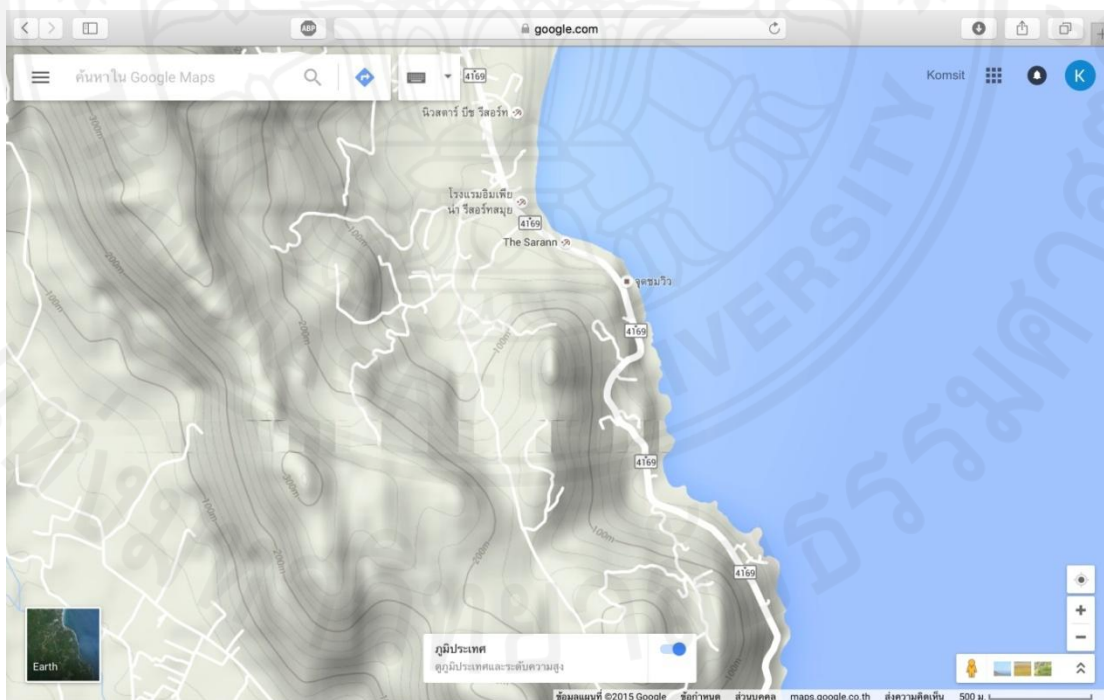 ABP
google.com
ค้นหาใน Google Maps
4169
Komsit
K
นิวสตาร์ บีช รีสอร์ท
โรงแรมอิมเพีย
น่า รีสอร์ทสมุย
4169
The Sarann
จุดชมวิว
300m
100m
200m
100m
200m
4169
100m
4169
300m
100m
100m
200m
200m
4169
100m
Earth
ภูมิประเทศ
ดูภูมิประเทศและระดับความสูง
ข้อมูลแผนที่ ©2015 Google ข้อกำหนด ส่วนบุคคล maps.google.co.th ส่งความคิดเห็น 500 ม.
UNIVERSITY